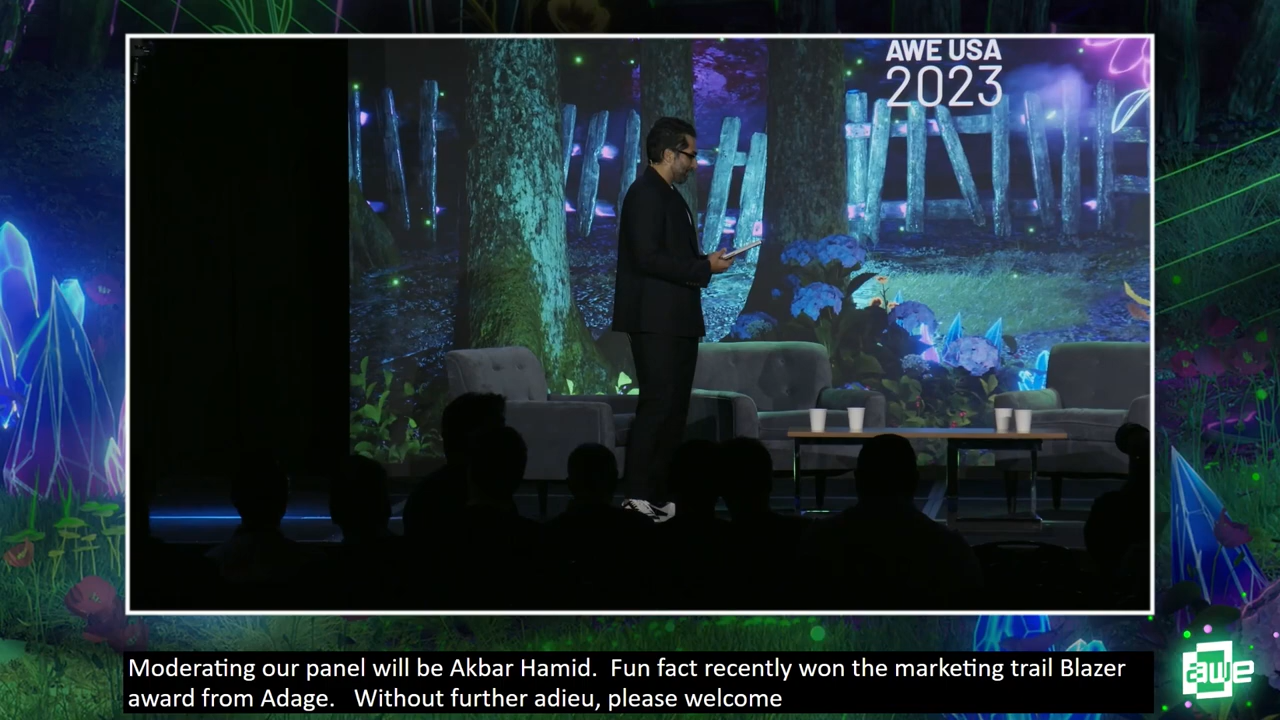 AWE USA
2023
Moderating our panel will be Akbar Hamid.  Fun fact recently won the marketing trail Blazer
award from Adage.   Without further adieu, please welcome
awe